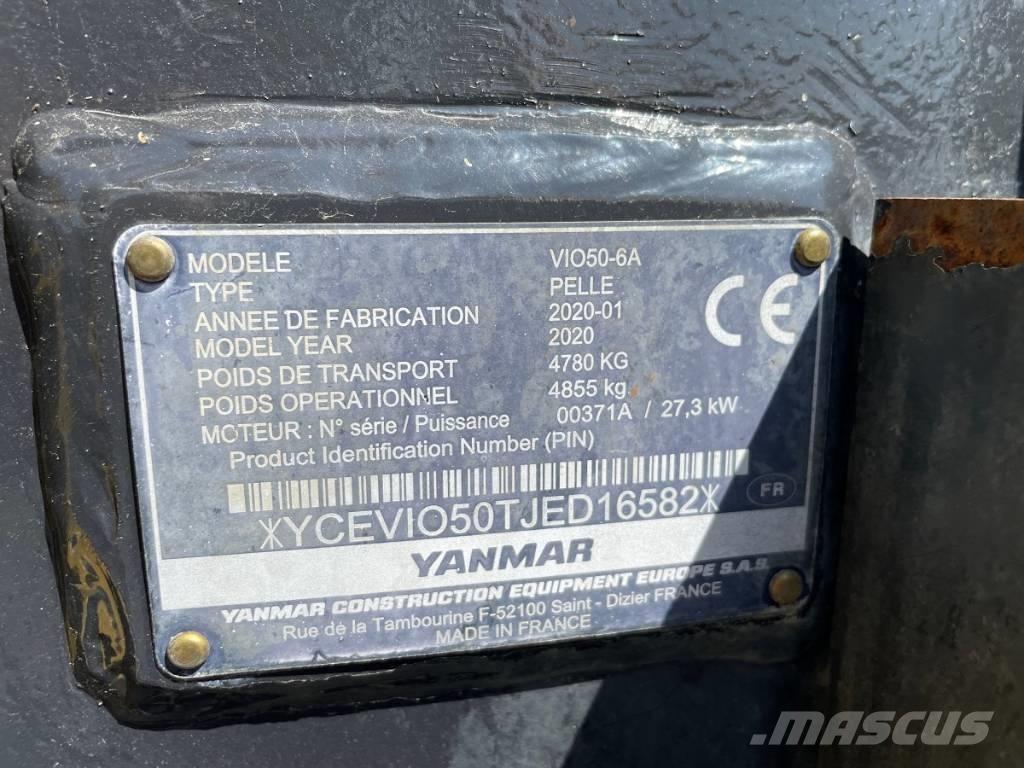 MODELE VIO50-6A
TYPE PELLE
ANNEE DE FABRICATION 2020-01
MODEL YEAR 2020
POIDS DE TRANSPORT 4780 KG
POIDS OPERATIONNEL 4855 kg
MOTEUR : N° série / Puissance 00371A / 27,3 kW
Product Identification Number (PIN)
CE
FR
*YCEVIO50TJED16582*
YANMAR
YANMAR CONSTRUCTION EQUIPMENT EUROPE S.A.S.
Rue de la Tambourine F-52100 Saint - Dizier FRANCE
MADE IN FRANCE
MASCUS